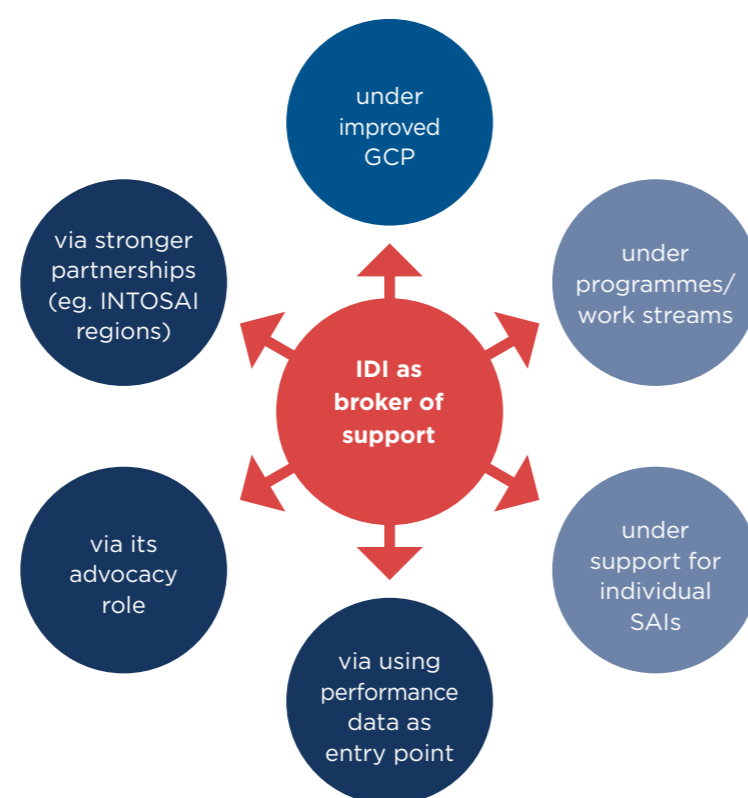 under
improved
GCP
via stronger
partnerships
(eg. INTOSAI
regions)
under
programmes/
work streams
IDI as
broker of
support
via its
advocacy
role
under
support for
individual
SAIs
via using
performance
data as
entry point